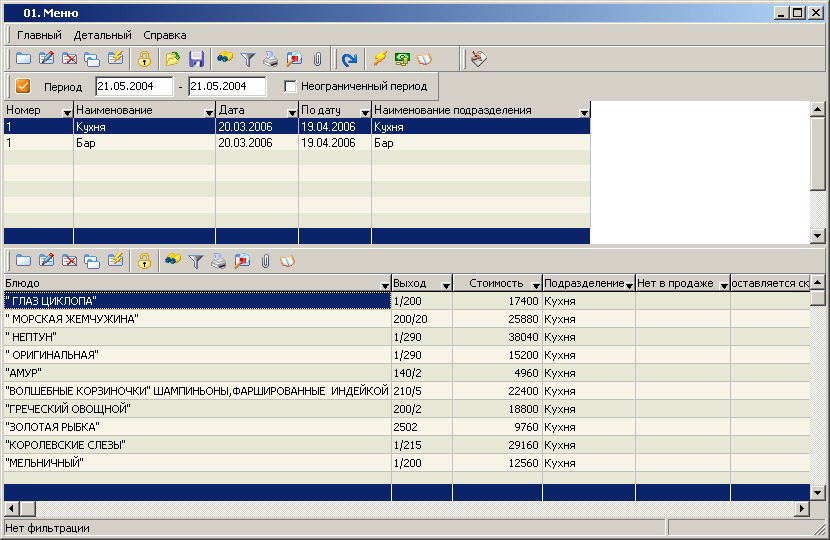 01. Меню
Главный Детальный Справка
Период 21.05.2004 - 21.05.2004 Неограниченный период
Номер Наименование Дата По дату Наименование подразделения
1 Кухня 20.03.2006 19.04.2006 Кухня
1 Бар 20.03.2006 19.04.2006 Бар
Блюдо Выход Стоимость Подразделение Нет в продаже оставляется ск
" ГЛАЗ ЦИКЛОПА" 1/200 17400 Кухня
" МОРСКАЯ ЖЕМЧУЖИНА" 200/20 25880 Кухня
" НЕПТУН" 1/290 38040 Кухня
" ОРИГИНАЛЬНАЯ" 1/290 15200 Кухня
"АМУР" 140/2 4960 Кухня
"ВОЛШЕБНЫЕ КОРЗИНОЧКИ" ШАМПИНЬОНЫ,ФАРШИРОВАННЫЕ ИНДЕЙКОЙ 210/5 22400 Кухня
"ГРЕЧЕСКИЙ ОВОЩНОЙ" 200/2 18800 Кухня
"ЗОЛОТАЯ РЫБКА" 2502 9760 Кухня
"КОРОЛЕВСКИЕ СЛЕЗЫ" 1/215 29160 Кухня
"МЕЛЬНИЧНЫЙ" 1/200 12560 Кухня
Нет фильтрации